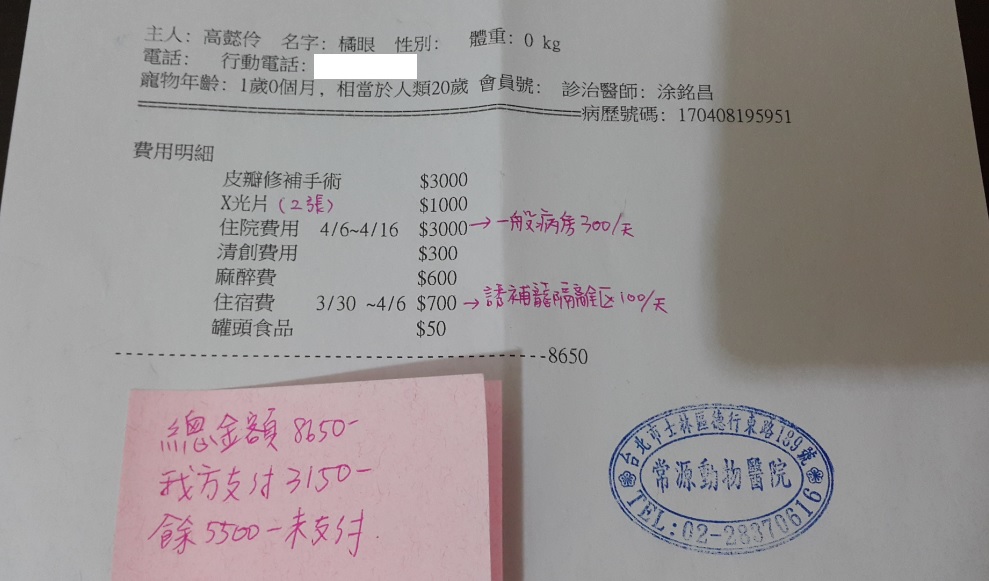 主人: 高懿伶 名字: 橘眼 性別: 體重: 0 kg
電話: 行動電話:
寵物年齡: 1歲0個月, 相當於人類20歲 會員號: 診治醫師: 涂銘昌
病歷號碼: 170408195951
費用明細
皮瓣修補手術 $3000
X光片 (2張) $1000
住院費用 4/6~4/16 $3000 → 一般病房300/天
清創費用 $300
麻醉費 $600
住宿費 3/30 ~4/6 $700 → 誘補籠隔離区100/天
罐頭食品 $50
--------------------------------------------8650
總金額 8650-
我方支付 3150-
餘 5500-未支付.
台北市士林區德行東路139號
常源動物醫院
TEL:02-28370616